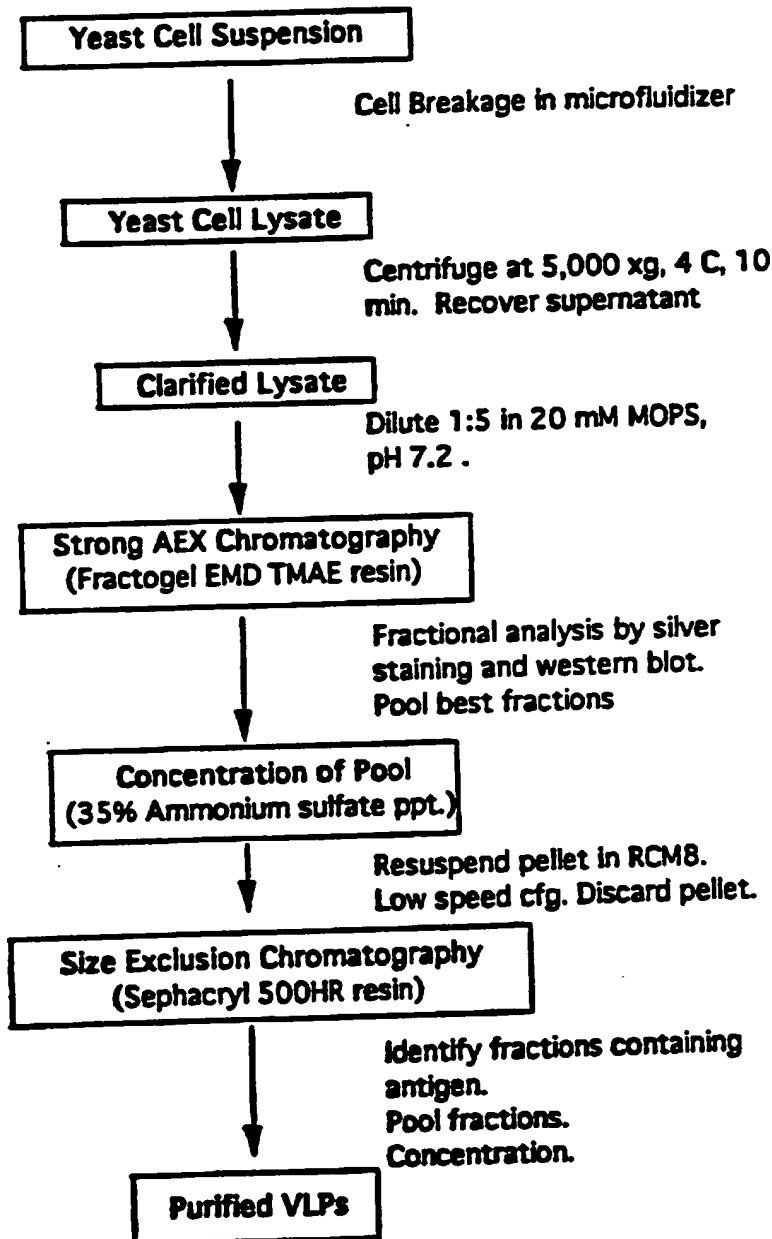 Yeast Cell Suspension
Cell Breakage in microfluidizer
Yeast Cell Lysate
Centrifuge at 5,000 xg, 4 C, 10
min. Recover supernatant
Clarified Lysate
Dilute 1:5 in 20 mM MOPS,
pH 7.2 .
Strong AEX Chromatography
(Fractogel EMD TMAE resin)
Fractional analysis by silver
staining and western blot.
Pool best fractions
Concentration of Pool
(35% Ammonium sulfate ppt.)
Resuspend pellet in RCM8.
Low speed cfg. Discard pellet.
Size Exclusion Chromatography
(Sephacryl 500HR resin)
Identify fractions containing
antigen.
Pool fractions.
Concentration.
Purified VLPs